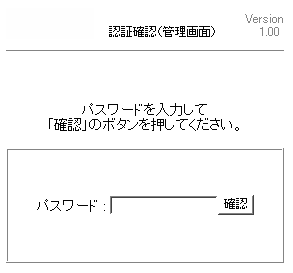 認証確認(管理画面)
Version
1.00
パスワードを入力して
「確認」のボタンを押してください。
パスワード : 確認